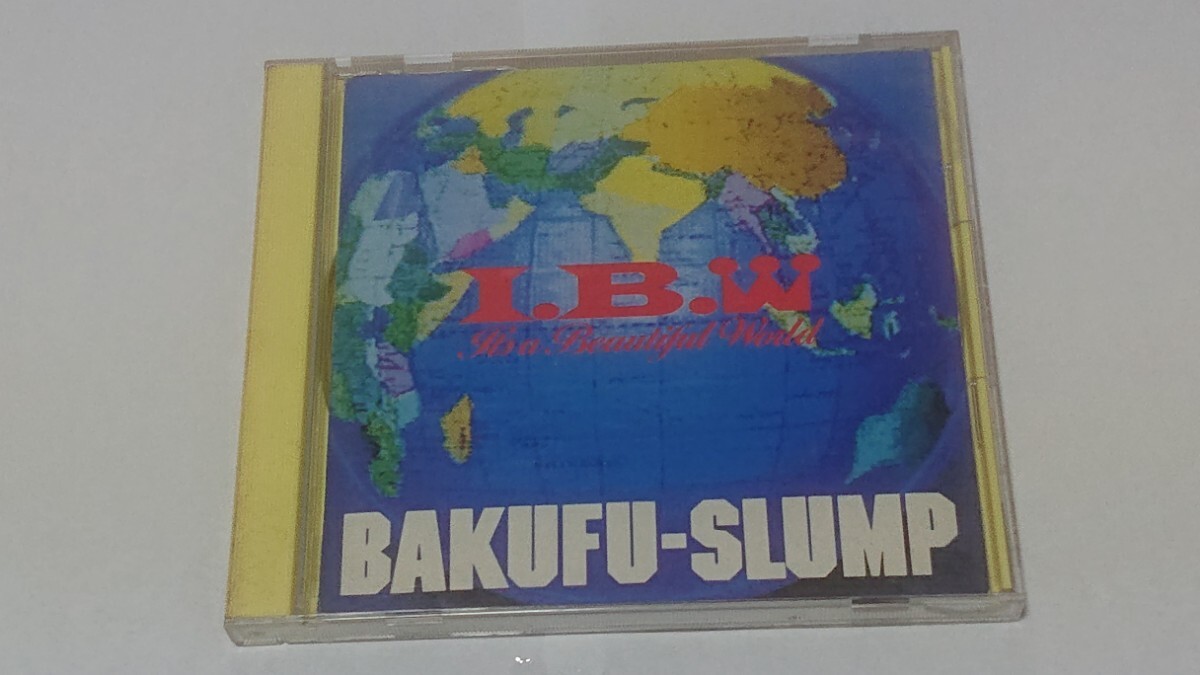 I.B.W
It's a Beautiful World
BAKUFU-SLUMP